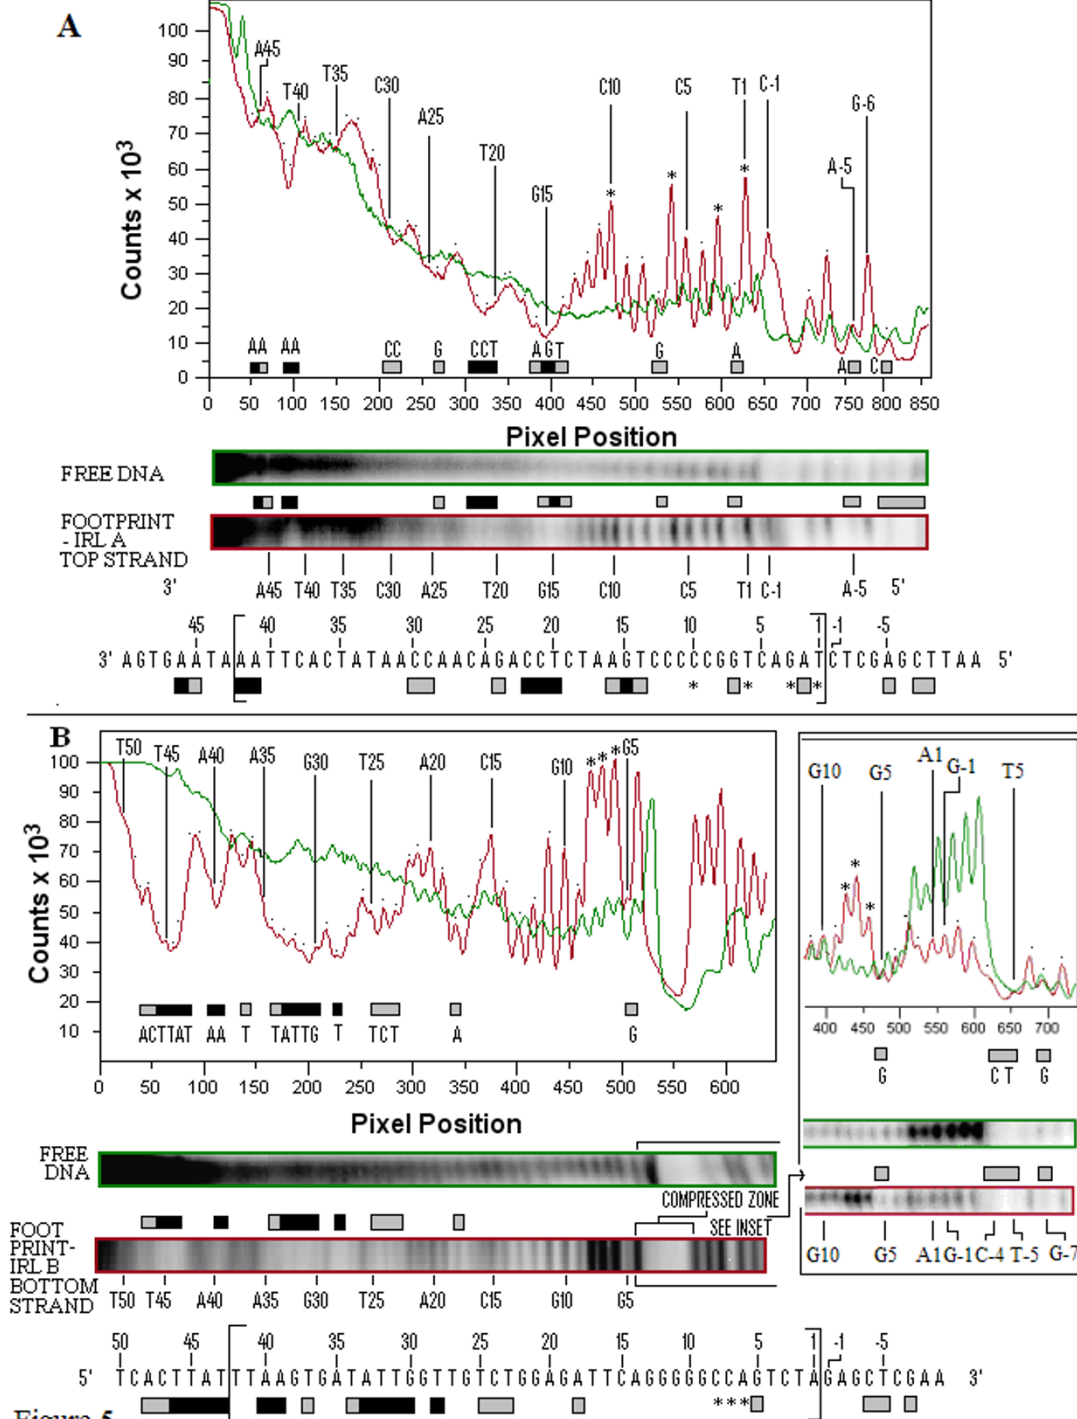 A
Counts x 10³
100
90
80
70
60
50
40
30
20
10
0
A45
T40
T35
C30
A25
T20
G15
C10
C5
T1
C-1
A-5
G-6
*
*
*
*
AA AA CC G CCT A G T G A A C
0 50 100 150 200 250 300 350 400 450 500 550 600 650 700 750 800 850
Pixel Position
FREE DNA
FOOTPRINT
- IRL A
TOP STRAND
3' A45 T40 T35 C30 A25 T20 G15 C10 C5 T1 C-1 A-5 5'
45 40 35 30 25 20 15 10 5 1 -1 -5
3' AGTGAATA[AATTCACTATAACCAACAGACCTCTAAGTCCCCCGGTCAGAT]CTCGAGCTTAA 5'
* * * *
B
Counts x 10³
100
90
80
70
60
50
40
30
20
10
T50 T45 A40 A35 G30 T25 A20 C15 G10 * * * G5
ACTTAT AA T TATTG T TCT A G
0 50 100 150 200 250 300 350 400 450 500 550 600
Pixel Position
G10 G5 A1 G-1 T5
* * *
400 450 500 550 600 650 700
G C T G
G10 G5 A1 G-1 C-4 T-5 G-7
FREE
DNA
COMPRESSED ZONE
SEE INSET
FOOT
PRINT-
IRL B
BOTTOM
STRAND
T50 T45 A40 A35 G30 T25 A20 C15 G10 G5
50 45 40 35 30 25 20 15 10 5 1 -1 -5
5' TCACTTAT[TTAAGTGATATTGGTTGTCTGGAGATTCAGGGGGCCAGTCTA]GAGCTCGAA 3'
***
Figure 5